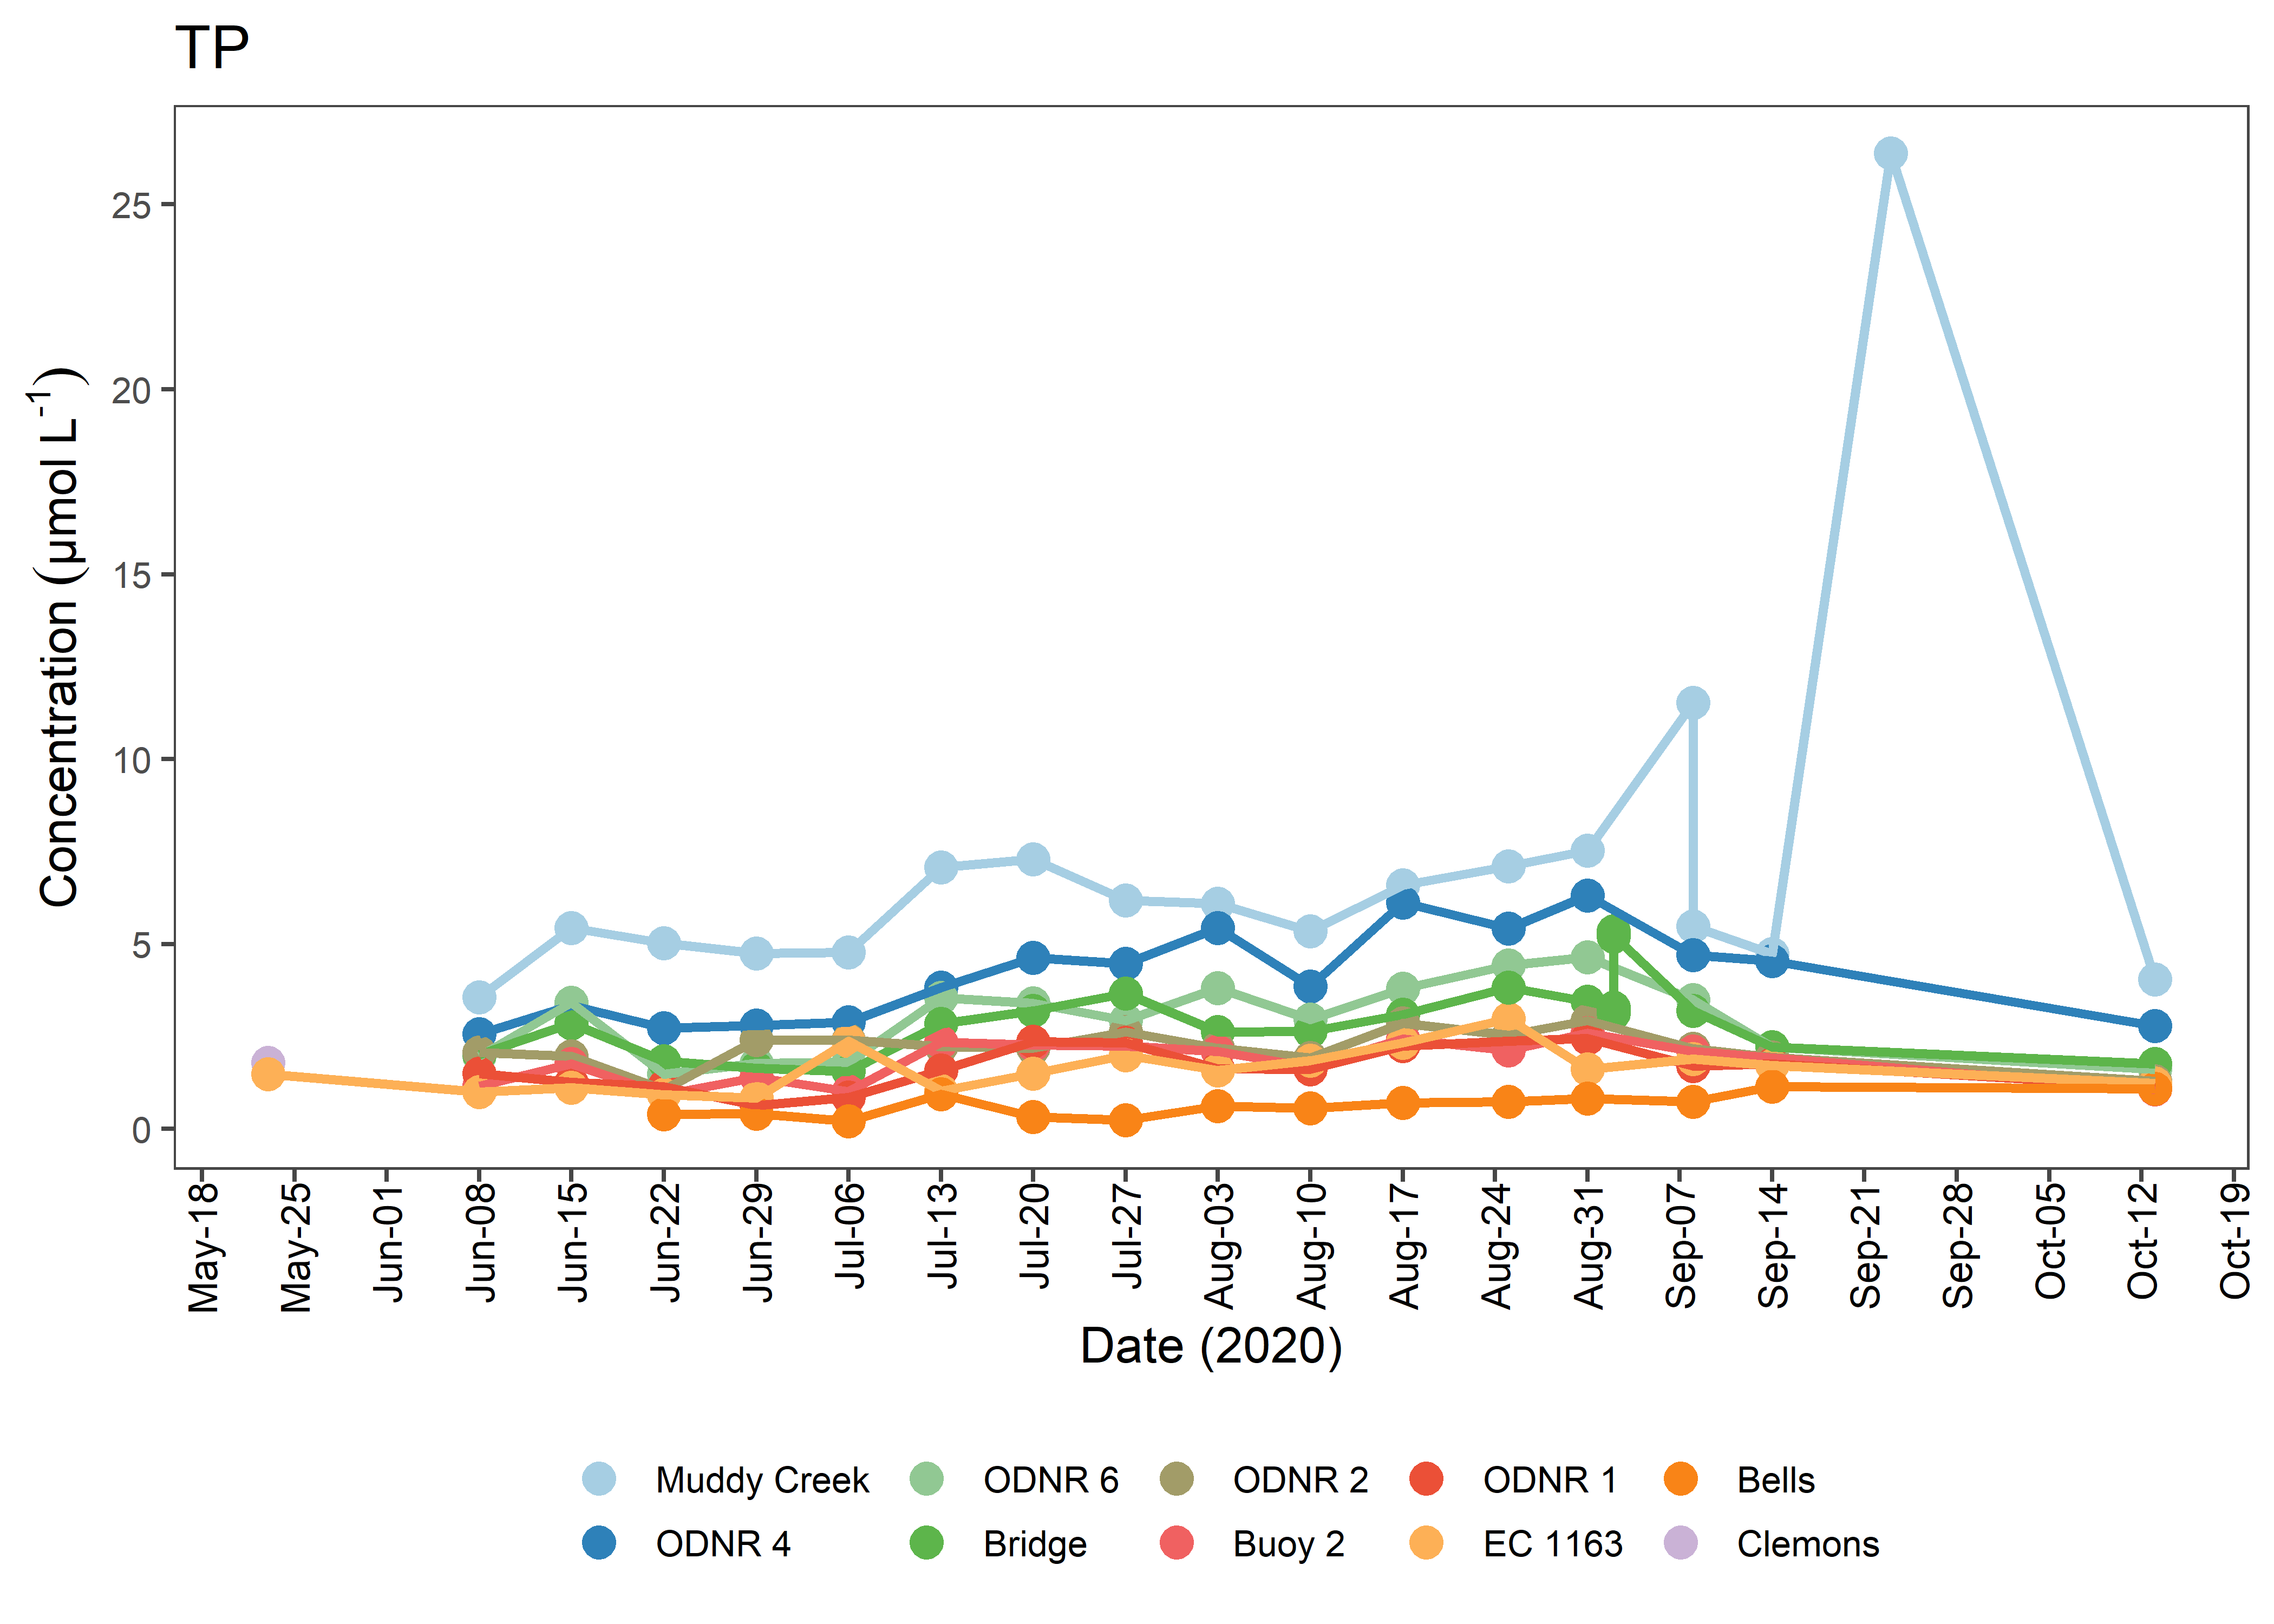 TP
Concentration (μmol L⁻¹)
25
20
15
10
5
0
May-18
May-25
Jun-01
Jun-08
Jun-15
Jun-22
Jun-29
Jul-06
Jul-13
Jul-20
Jul-27
Aug-03
Aug-10
Aug-17
Aug-24
Aug-31
Sep-07
Sep-14
Sep-21
Sep-28
Oct-05
Oct-12
Oct-19
Date (2020)
Muddy Creek
ODNR 6
ODNR 2
ODNR 1
Bells
ODNR 4
Bridge
Buoy 2
EC 1163
Clemons